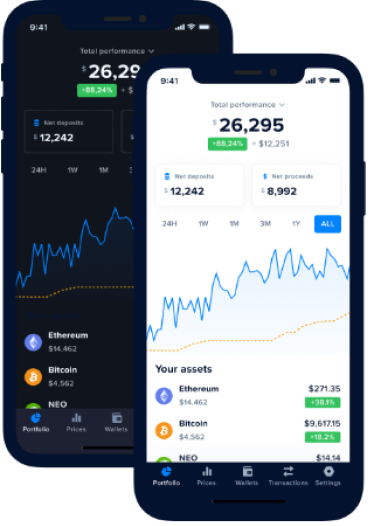 9:41
Total performance
$ 26,29
+88,24% + $
Net deposits
$ 12,242
24H 1W 1M 3
Ethereum
$14,462
Bitcoin
$4,562
NEO
Portfolio Prices Wallets
9:41
Total performance
$ 26,295
+88,24% + $12,251
Net deposits Net proceeds
$ 12,242 $ 8,992
24H 1W 1M 3M 1Y ALL
Your assets
Ethereum $271.35
$14,462 +38.1%
Bitcoin $9,617.15
$4,562 +18.2%
NEO $14.14
Portfolio Prices Wallets Transactions Settings